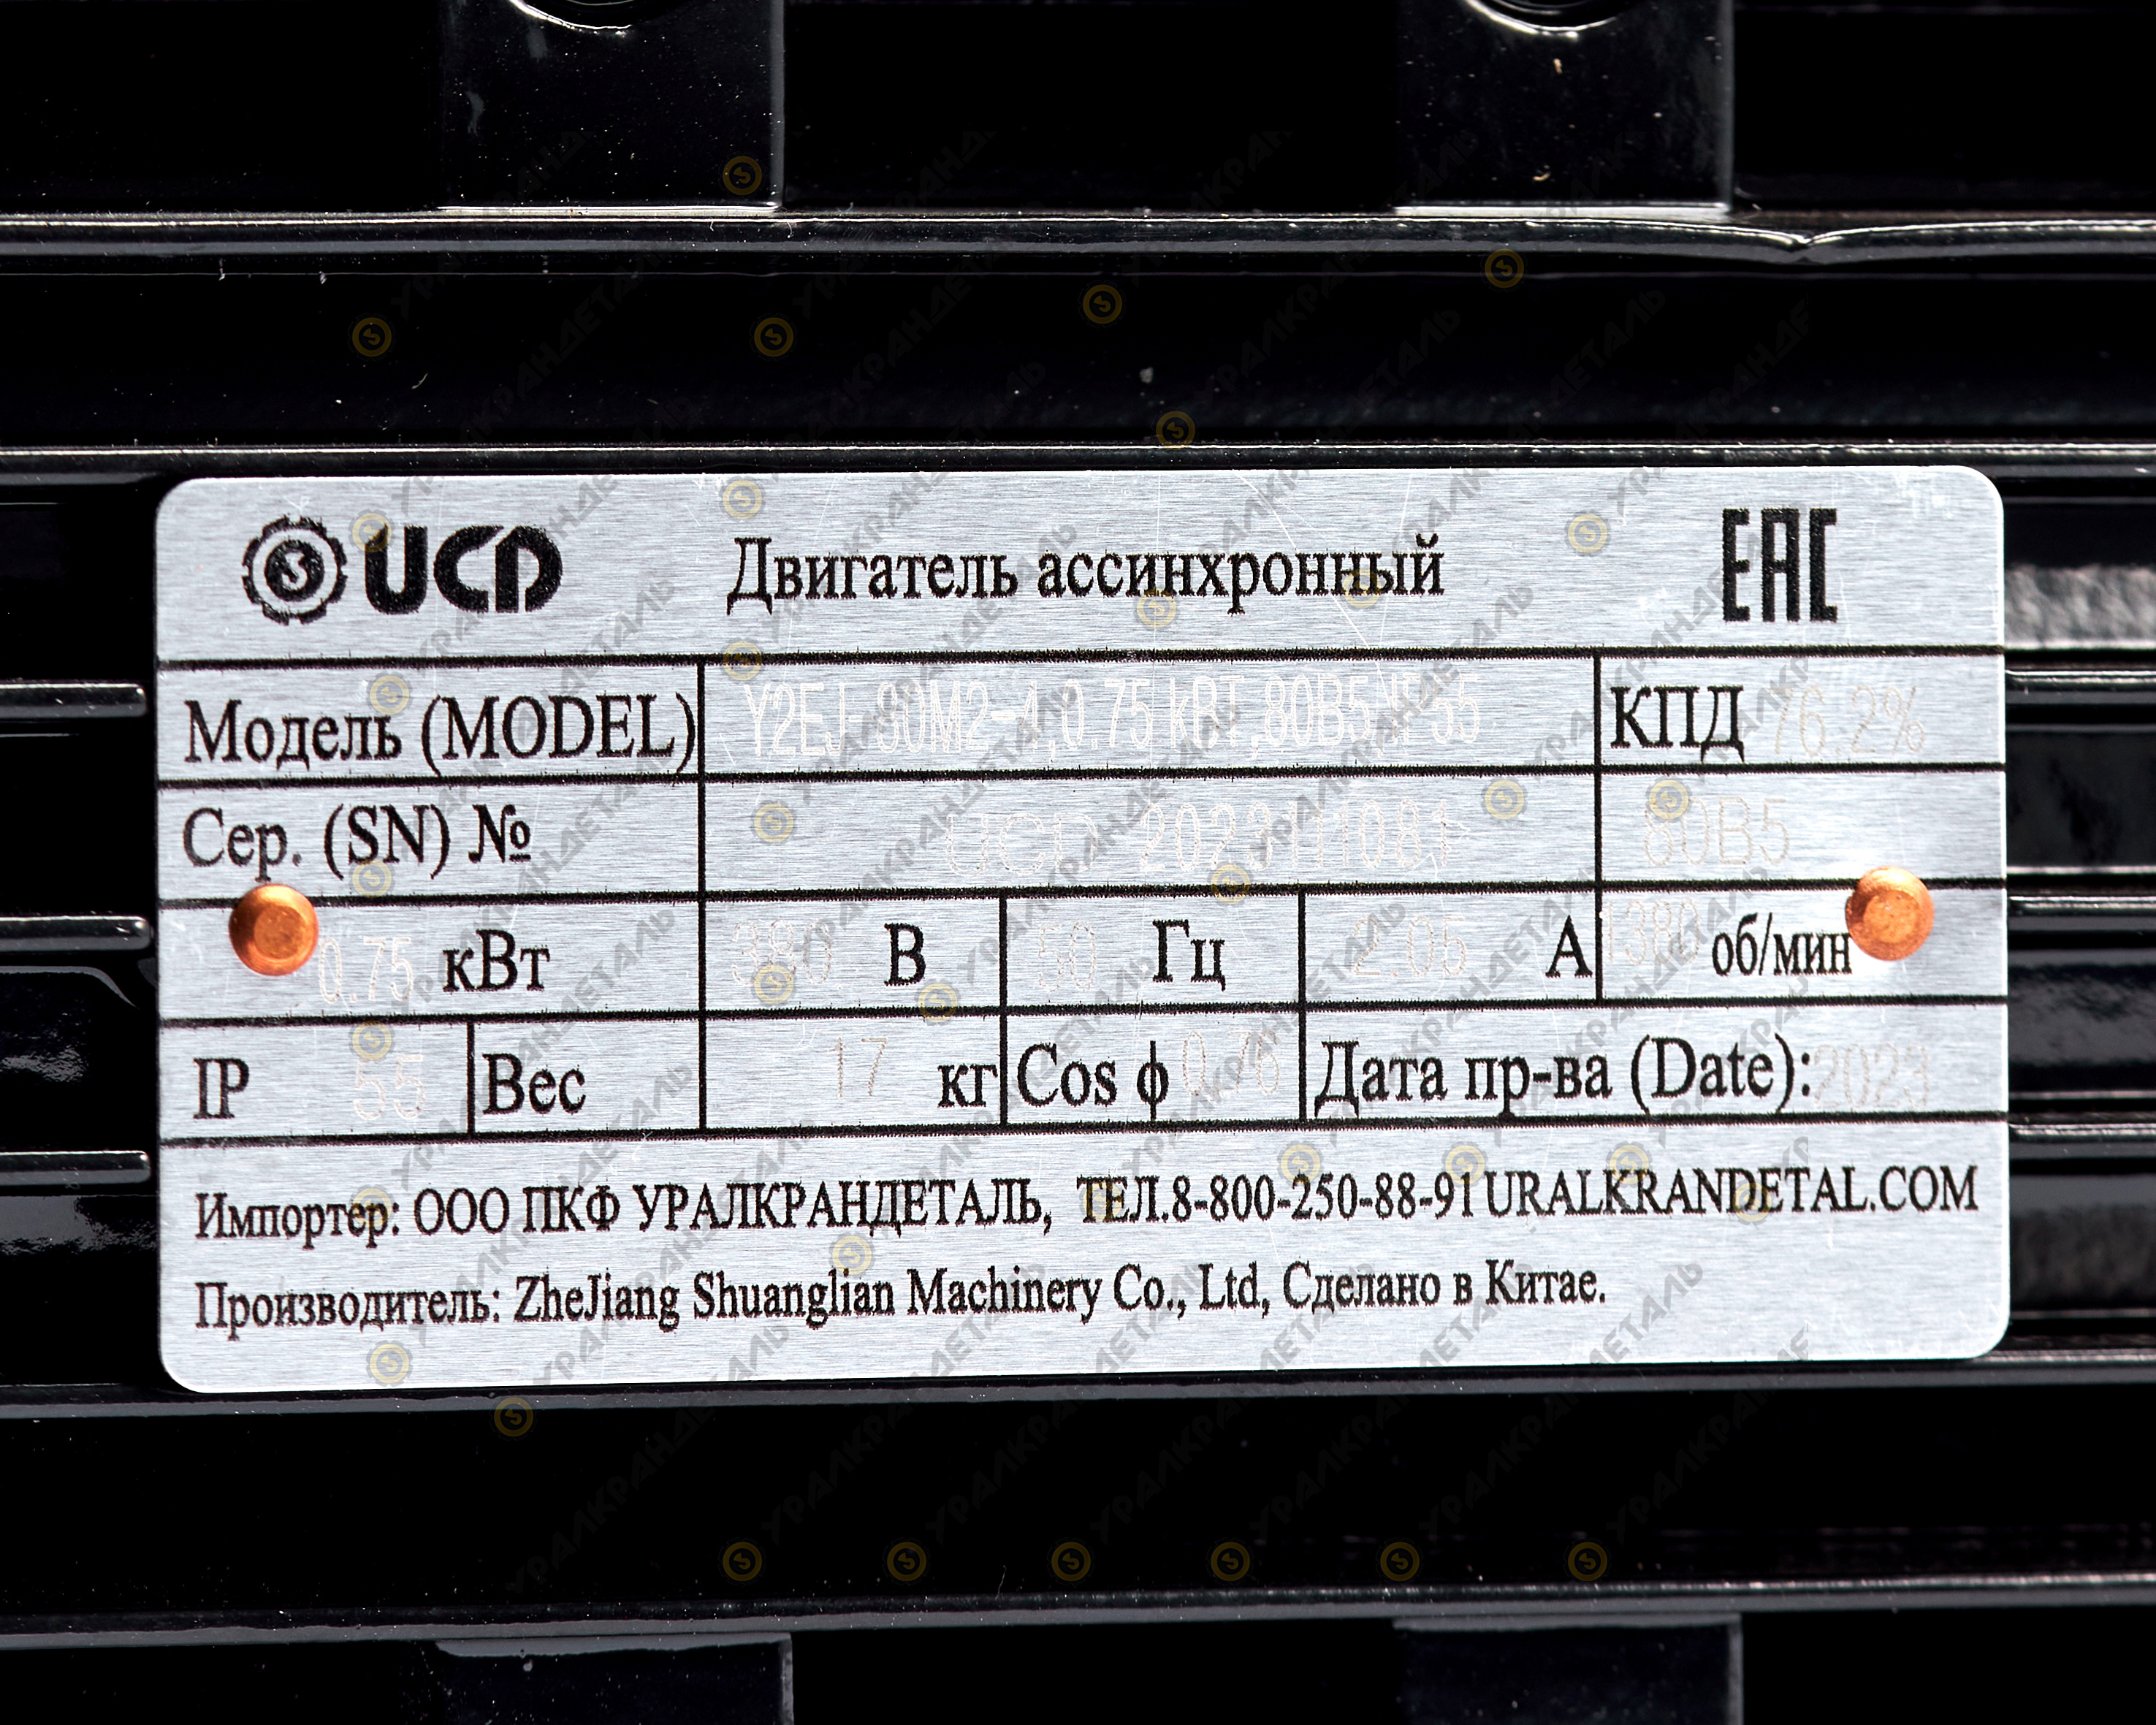 UCD Двигатель ассинхронный EAC
Модель (MODEL) Y2EJ-80M2-4,0.75 kВТ,80B5,IP55 КПД 76.2%
Сер. (SN) № UCD 80B5
0.75 кВт 380 В 50 Гц 2.05 А 1380 об/мин
IP 55 Вес 17 кг Cos ф Дата пр-ва (Date): 2023
Импортер: ООО ПКФ УРАЛКРАНДЕТАЛЬ, ТЕЛ.8-800-250-88-91 URALKRANDETAL.COM
Производитель: ZheJiang Shuanglian Machinery Co., Ltd, Сделано в Китае.
УРАЛКРАНДЕТАЛЬ